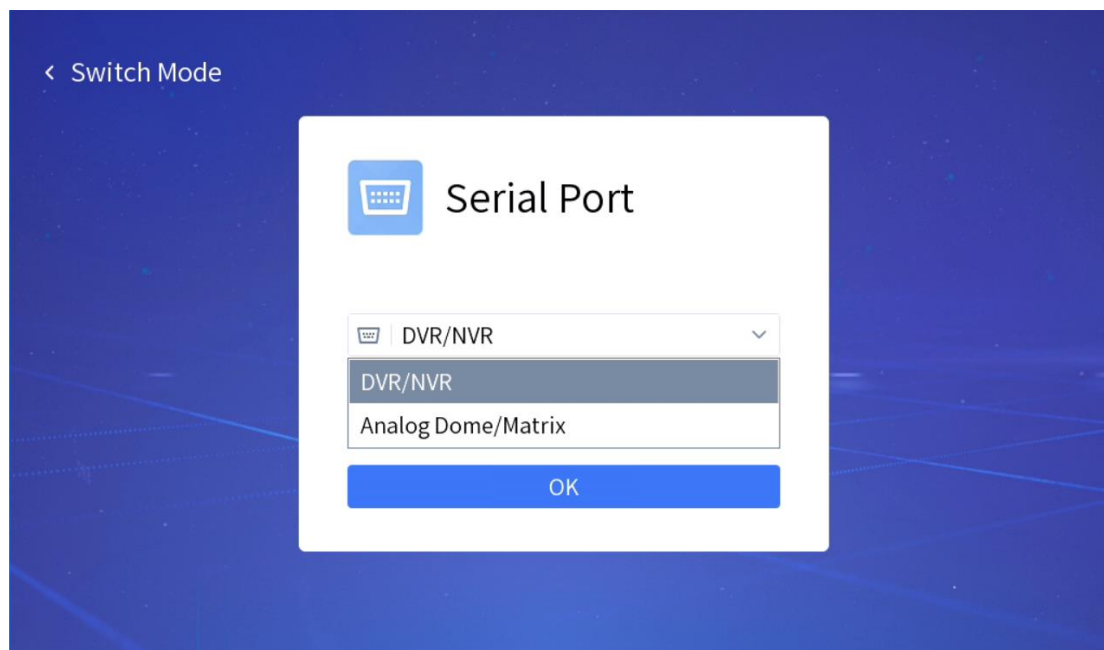 < Switch Mode
Serial Port
DVR/NVR
DVR/NVR
Analog Dome/Matrix
OK